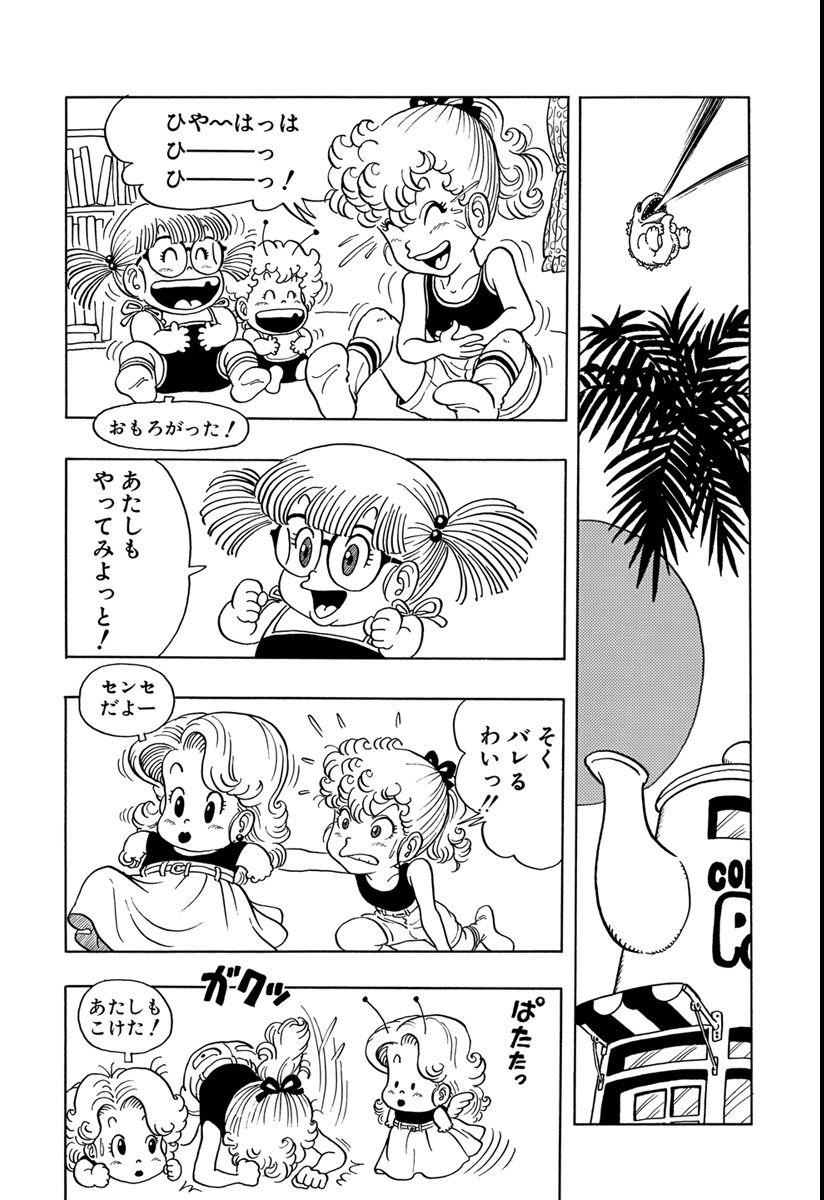 COF
PO
ひや〜はっは
ひ———っ
ひ———っ!
おもろがった!
あたしも
やってみよっと!
そく
バレる
わいっ!!
センセ
だよー
ガクッ
ぱたたっ
あたしも
こけた!